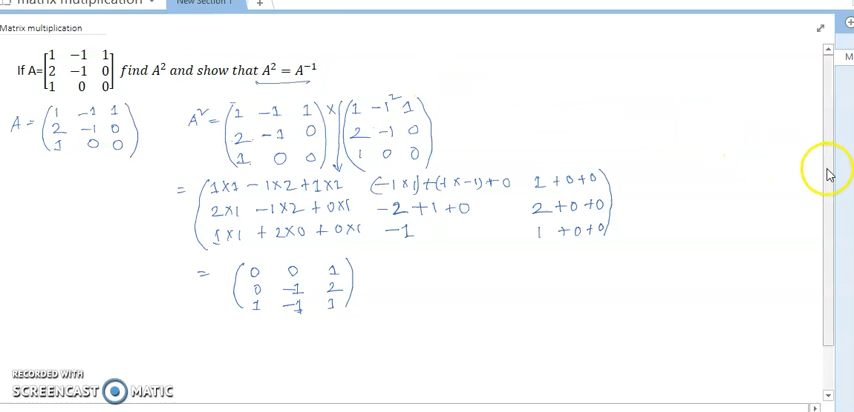 matrix multiplication
New Section 1
+
Matrix multiplication
If A= [1 −1 1; 2 −1 0; 1 0 0] find A² and show that A² = A⁻¹
A = (1 -1 1; 2 -1 0; 1 0 0) A² = (1 -1 1; 2 -1 0; 1 0 0) × (1 -1 1; 2 -1 0; 1 0 0)
= (1×1 − 1×2 + 1×2 (−1×1)+(-1×−1)+0 1+0+0
2×1 −1×2 + 0×1 −2+1+0 2+0+0
1×1 + 2×0 + 0×1 −1 1+0+0)
= (0 0 1
0 -1 2
1 -1 1)
RECORDED WITH
SCREENCAST MATIC